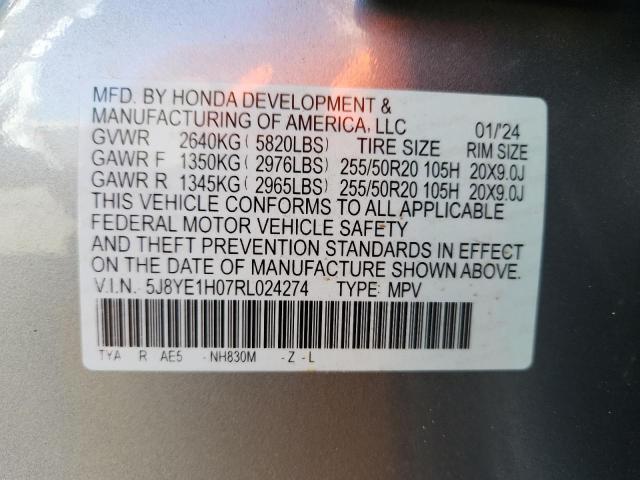 MFD. BY HONDA DEVELOPMENT &
MANUFACTURING OF AMERICA, LLC 01/'24
GVWR 2640KG ( 5820LBS) TIRE SIZE RIM SIZE
GAWR F 1350KG ( 2976LBS) 255/50R20 105H 20X9.0J
GAWR R 1345KG ( 2965LBS) 255/50R20 105H 20X9.0J
THIS VEHICLE CONFORMS TO ALL APPLICABLE
FEDERAL MOTOR VEHICLE SAFETY
AND THEFT PREVENTION STANDARDS IN EFFECT
ON THE DATE OF MANUFACTURE SHOWN ABOVE.
V.I.N. 5J8YE1H07RL024274 TYPE: MPV
TYA R AE5 -NH830M -Z -L